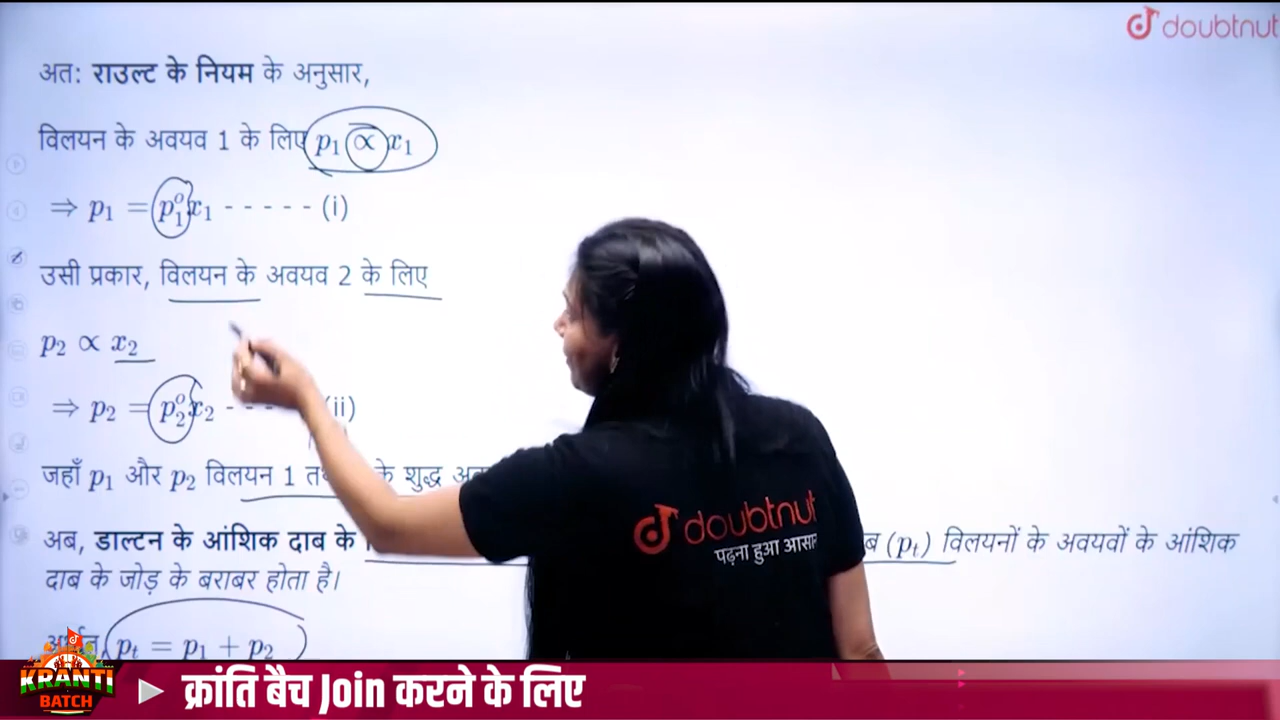 doubtnut
अतः राउल्ट के नियम के अनुसार,
विलयन के अवयव 1 के लिए p₁ ∝ x₁
⇒ p₁ = p₁ᵒx₁ - - - - - (i)
उसी प्रकार, विलयन के अवयव 2 के लिए
p₂ ∝ x₂
⇒ p₂ = p₂ᵒx₂ - - (ii)
जहाँ p₁ और p₂ विलयन 1 के शुद्ध
अब, डाल्टन के आंशिक दाब के (pₜ) विलयनों के अवयवों के आंशिक
दाब के जोड़ के बराबर होता है।
pₜ = p₁ + p₂
doubtnut
पढ़ना हुआ आसान
KRANTI
BATCH
क्रांति बैच Join करने के लिए